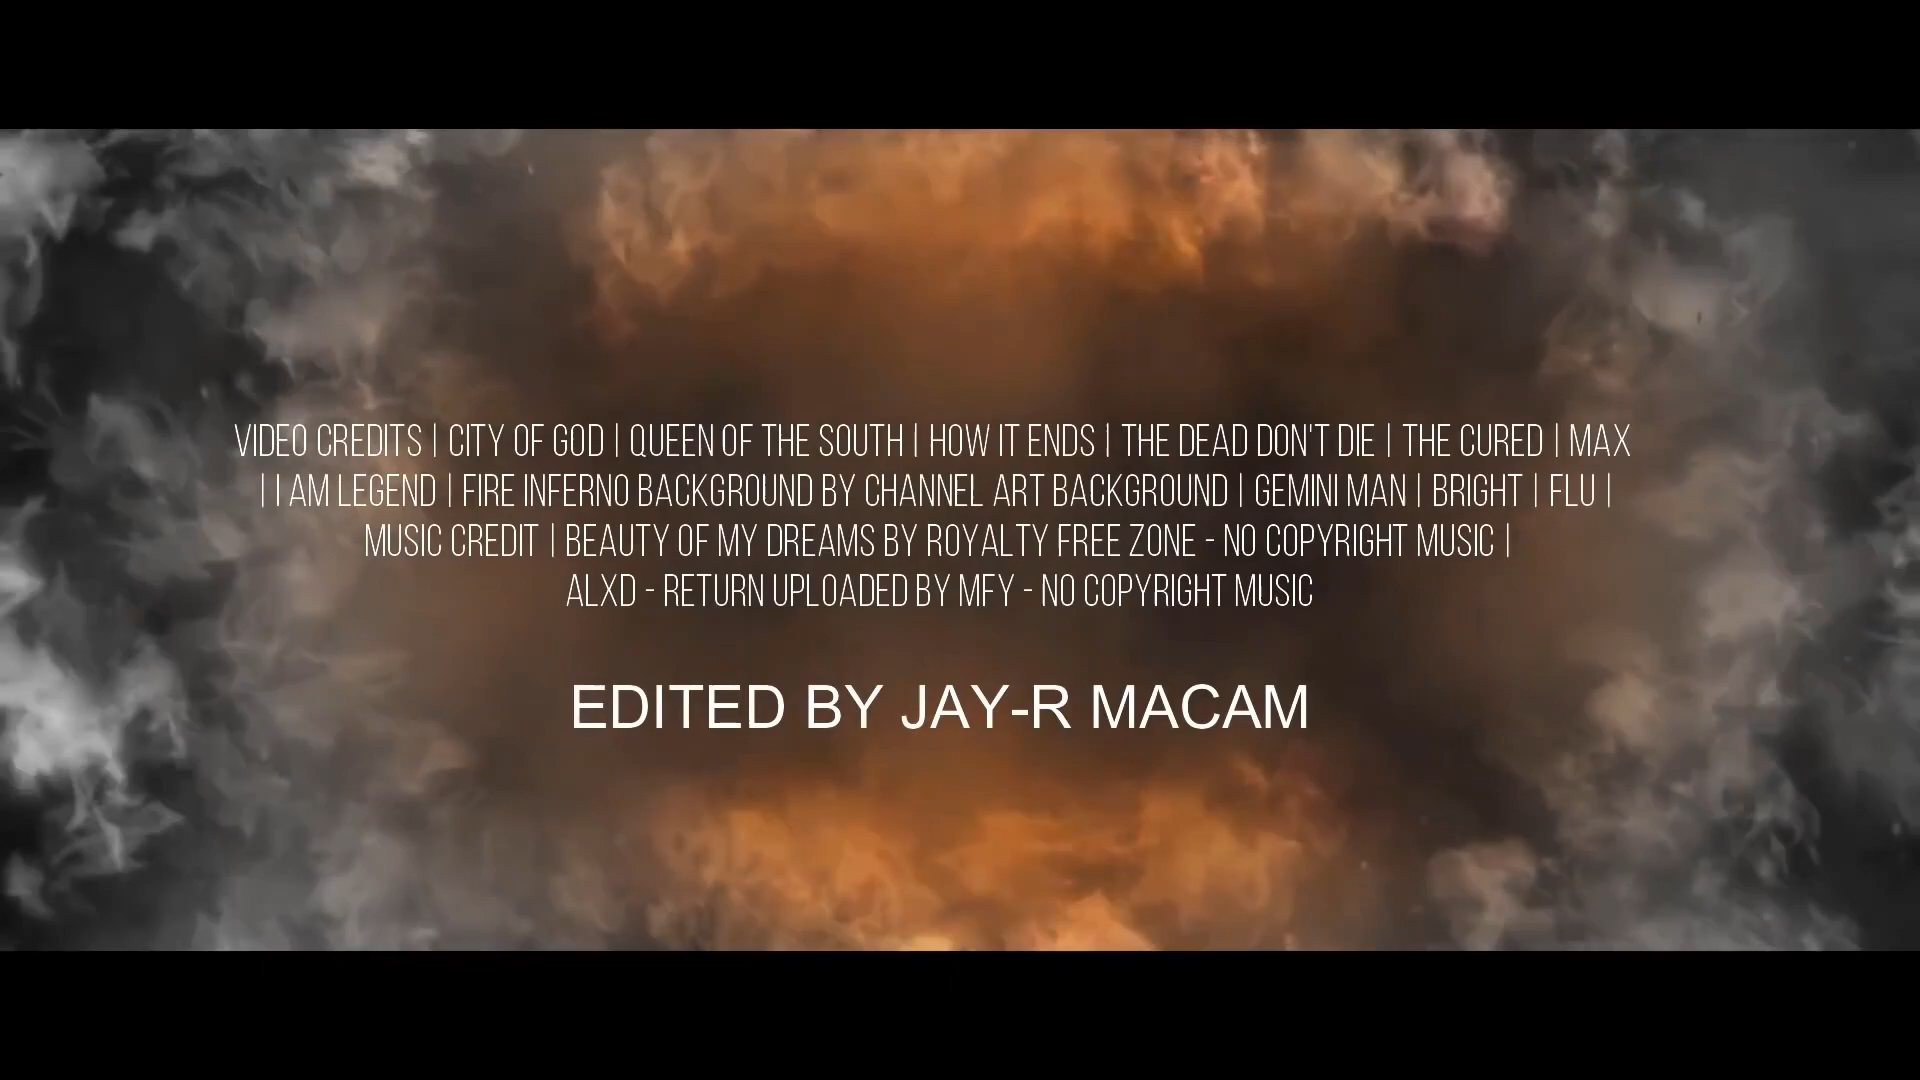 VIDEO CREDITS | CITY OF GOD | QUEEN OF THE SOUTH | HOW IT ENDS | THE DEAD DON'T DIE | THE CURED | MAX
| I AM LEGEND | FIRE INFERNO BACKGROUND BY CHANNEL ART BACKGROUND | GEMINI MAN | BRIGHT | FLU |
MUSIC CREDIT | BEAUTY OF MY DREAMS BY ROYALTY FREE ZONE - NO COPYRIGHT MUSIC |
ALXD - RETURN UPLOADED BY MFY - NO COPYRIGHT MUSIC
EDITED BY JAY-R MACAM